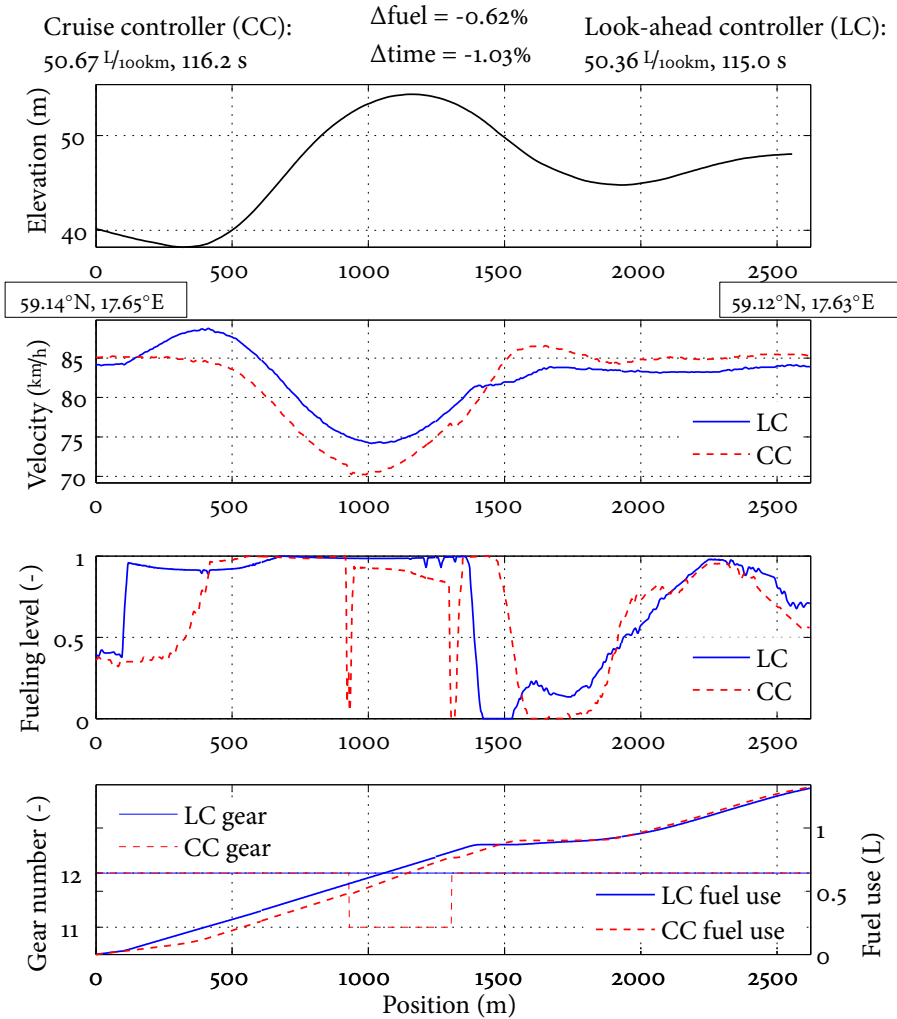 Cruise controller (CC):
50.67 L/100km, 116.2 s
Δfuel = -0.62%
Δtime = -1.03%
Look-ahead controller (LC):
50.36 L/100km, 115.0 s
Elevation (m)
50
40
0 500 1000 1500 2000 2500
59.14°N, 17.65°E
59.12°N, 17.63°E
Velocity (km/h)
85
80
75
70
LC
CC
0 500 1000 1500 2000 2500
Fueling level (-)
1
0.5
0
LC
CC
0 500 1000 1500 2000 2500
Gear number (-)
12
11
LC gear
CC gear
LC fuel use
CC fuel use
1
0.5
0
Fuel use (L)
0 500 1000 1500 2000 2500
Position (m)